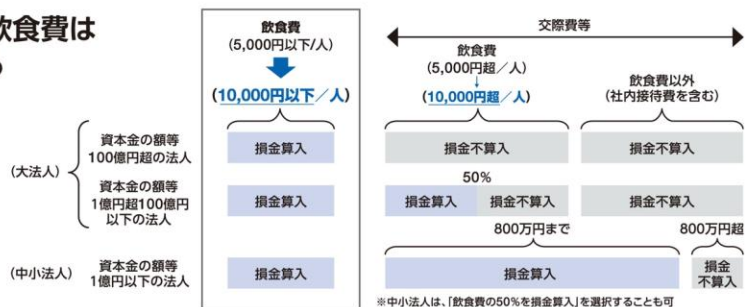 飲食費は
飲食費
(5,000円以下/人)
(10,000円以下/人)
交際費等
飲食費
(5,000円超/人)
↓
(10,000円超/人)
飲食費以外
(社内接待費を含む)
(大法人)
資本金の額等
100億円超の法人
損金算入
損金不算入
損金不算入
資本金の額等
1億円超100億円
以下の法人
損金算入
50%
損金算入
損金不算入
損金不算入
800万円まで
800万円超
(中小法人)
資本金の額等
1億円以下の法人
損金算入
損金算入
損金
不算入
※中小法人は、「飲食費の50%を損金算入」を選択することも可